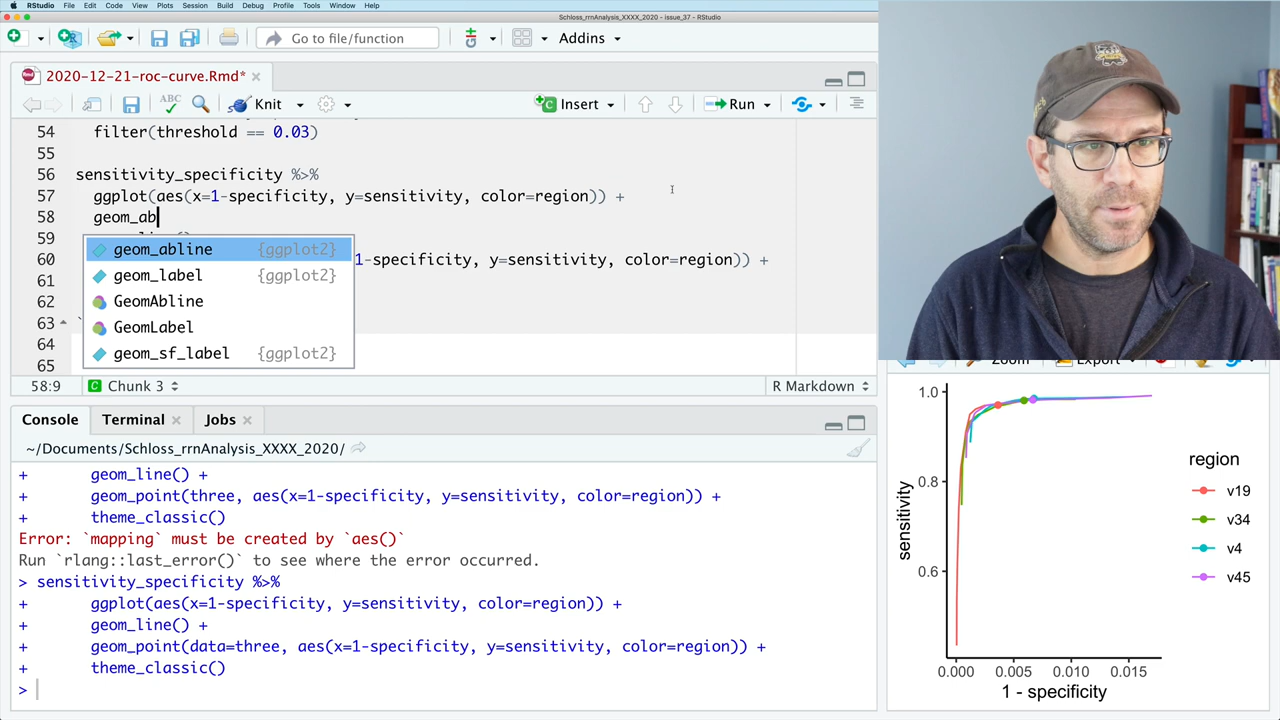 RStudio File Edit Code View Plots Session Build Debug Profile Tools Window Help
Schloss_rrnAnalysis_XXXX_2020 - issue_37 - RStudio
Go to file/function Addins
2020-12-21-roc-curve.Rmd*
ABC Knit Insert Run
54 filter(threshold == 0.03)
55
56 sensitivity_specificity %>%
57 ggplot(aes(x=1-specificity, y=sensitivity, color=region)) +
58 geom_ab
59
geom_abline {ggplot2}
60 1-specificity, y=sensitivity, color=region)) +
geom_label {ggplot2}
61
62 GeomAbline
63 `
GeomLabel
64
geom_sf_label {ggplot2}
65
58:9 Chunk 3 R Markdown
Console Terminal Jobs
~/Documents/Schloss_rrnAnalysis_XXXX_2020/
+ geom_line() +
+ geom_point(three, aes(x=1-specificity, y=sensitivity, color=region)) +
+ theme_classic()
Error: `mapping` must be created by `aes()`
Run `rlang::last_error()` to see where the error occurred.
> sensitivity_specificity %>%
+ ggplot(aes(x=1-specificity, y=sensitivity, color=region)) +
+ geom_line() +
+ geom_point(data=three, aes(x=1-specificity, y=sensitivity, color=region)) +
+ theme_classic()
>
Zoom Export
1.0
0.8
0.6
sensitivity
0.000 0.005 0.010 0.015
1 - specificity
region
v19
v34
v4
v45